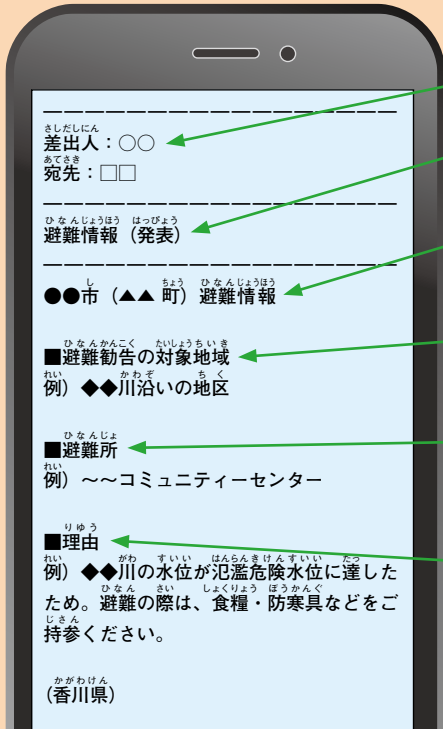 差出人：○○
宛先：□□
避難情報（発表）
●●市（▲▲ 町）避難情報
■避難勧告の対象地域
例）◆◆川沿いの地区
■避難所
例）～～コミュニティーセンター
■理由
例）◆◆川の水位が氾濫危険水位に達した
ため。避難の際は、食糧・防寒具などをご
持参ください。
（香川県）